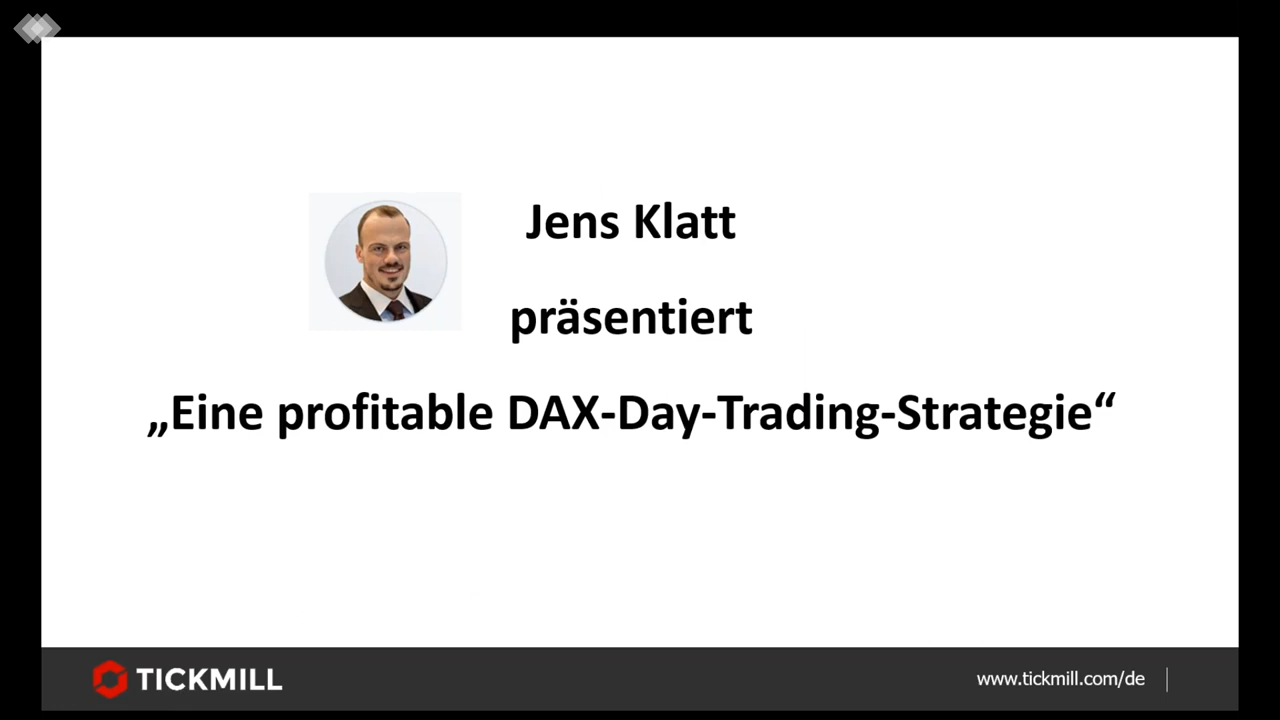 Jens Klatt
präsentiert
„Eine profitable DAX-Day-Trading-Strategie“
TICKMILL
www.tickmill.com/de